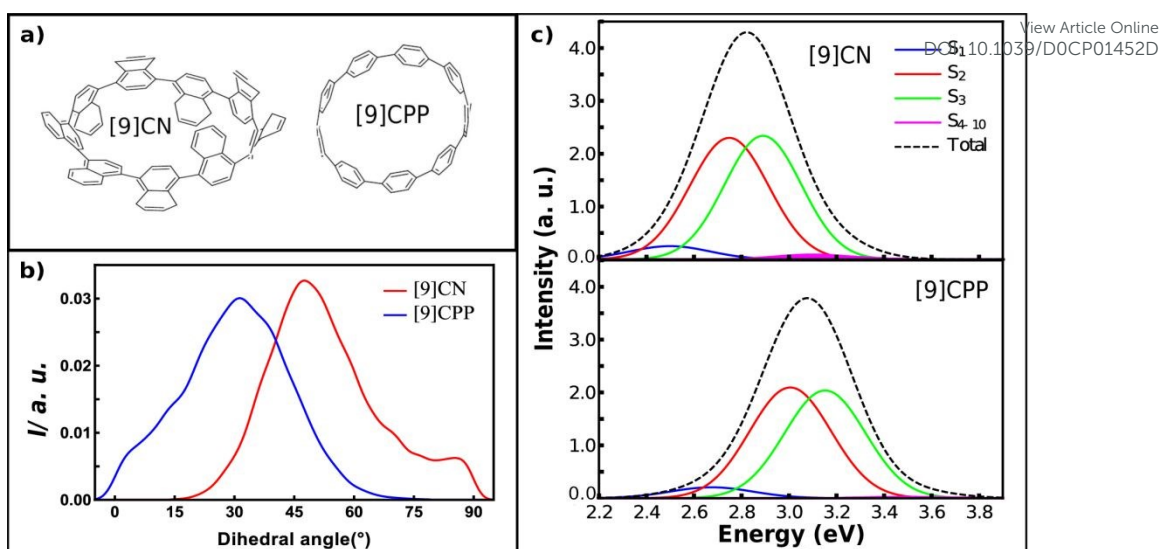 View Article Online
DOI: 10.1039/D0CP01452D
a)
[9]CN
[9]CPP
b)
I/ a. u.
0.03
0.02
0.01
0.00
[9]CN
[9]CPP
0 15 30 45 60 75 90
Dihedral angle(°)
c)
Intensity (a. u.)
[9]CN
S1
S2
S3
S4-10
Total
4.0
3.0
2.0
1.0
0.0
[9]CPP
4.0
3.0
2.0
1.0
0.0
2.2 2.4 2.6 2.8 3.0 3.2 3.4 3.6 3.8
Energy (eV)